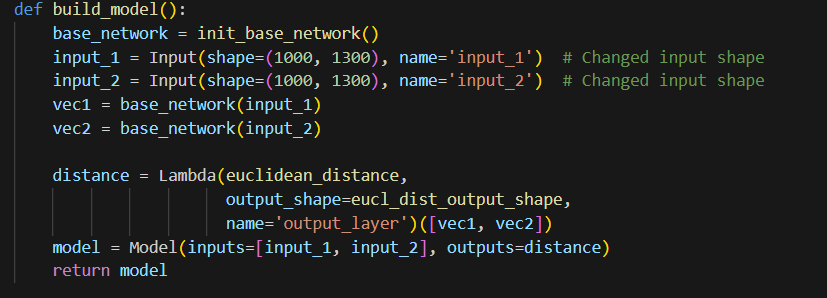 def build_model():
    base_network = init_base_network()
    input_1 = Input(shape=(1000, 1300), name='input_1')  # Changed input shape
    input_2 = Input(shape=(1000, 1300), name='input_2')  # Changed input shape
    vec1 = base_network(input_1)
    vec2 = base_network(input_2)

    distance = Lambda(euclidean_distance,
                      output_shape=eucl_dist_output_shape,
                      name='output_layer')([vec1, vec2])
    model = Model(inputs=[input_1, input_2], outputs=distance)
    return model